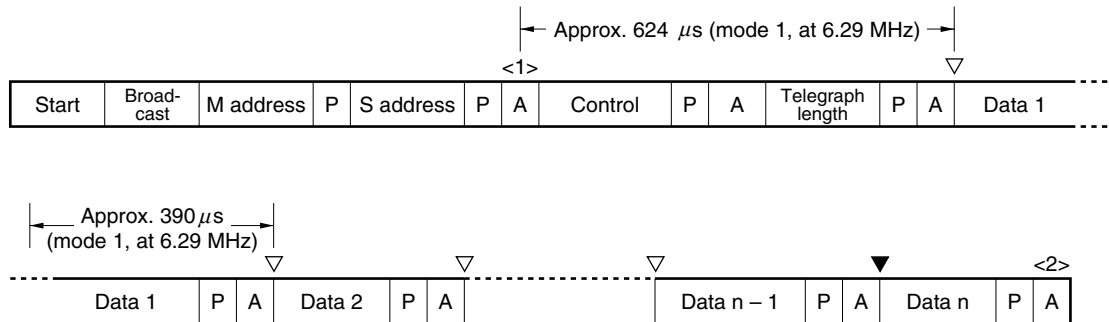 Approx. 624 μs (mode 1, at 6.29 MHz)
<1>
Start Broad-cast M address P S address P A Control P A Telegraph length P A Data 1
Approx. 390 μs
(mode 1, at 6.29 MHz)
<2>
Data 1 P A Data 2 P A Data n – 1 P A Data n P A